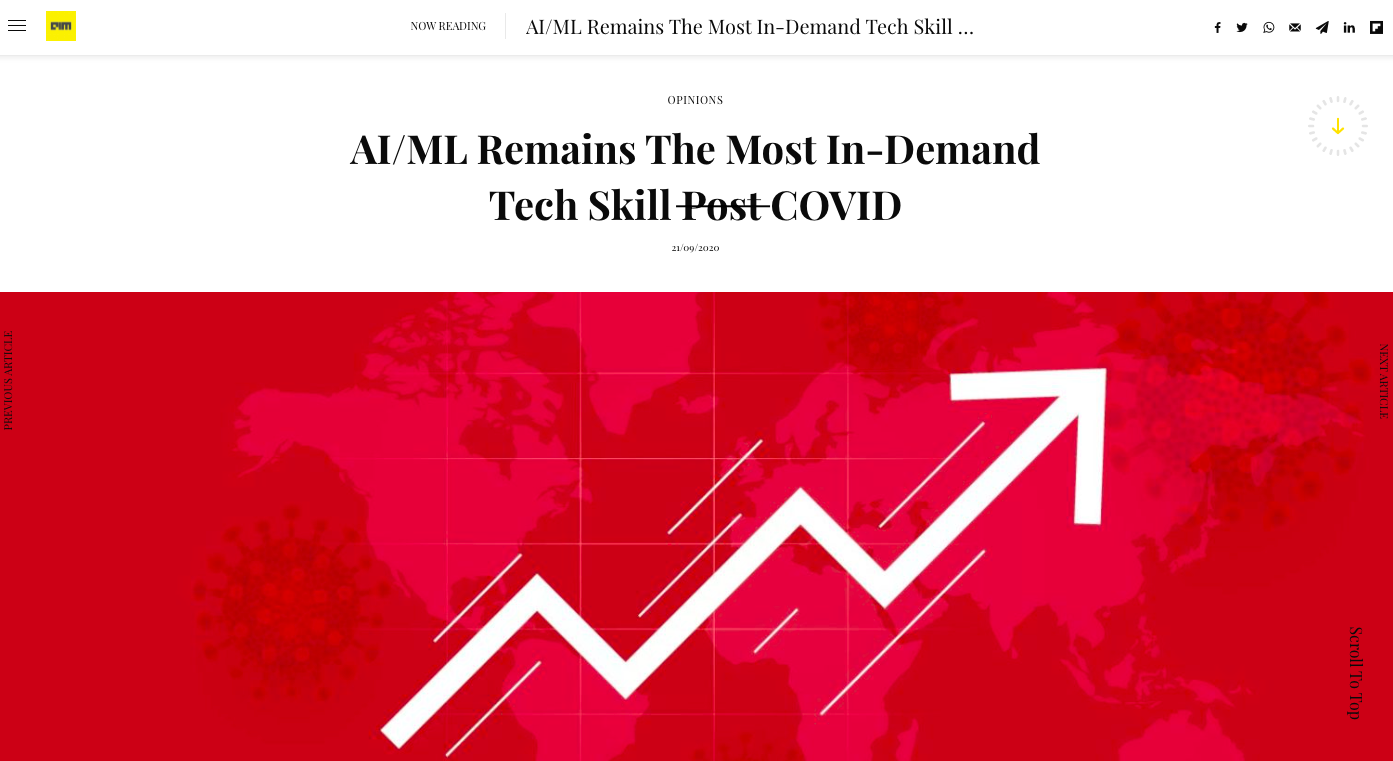 NOW READING
AI/ML Remains The Most In-Demand Tech Skill ...
OPINIONS
AI/ML Remains The Most In-Demand
Tech Skill Post COVID
21/09/2020
PREVIOUS ARTICLE
NEXT ARTICLE
Scroll To Top